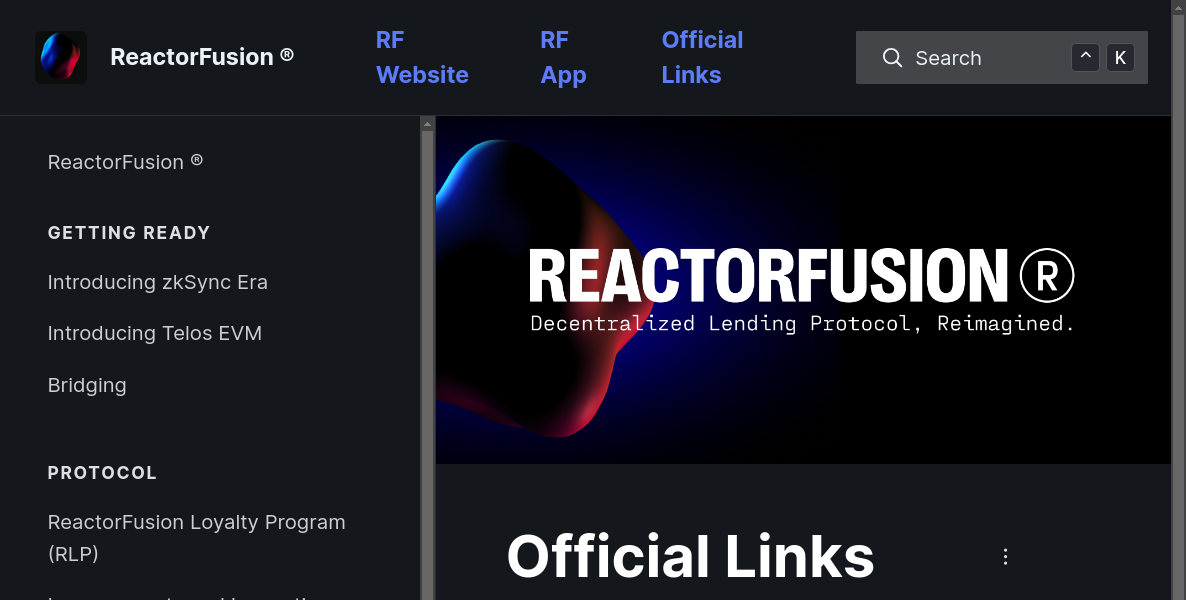 ReactorFusion ®
RF
Website
RF
App
Official
Links
Search
^
K
ReactorFusion ®
GETTING READY
Introducing zkSync Era
Introducing Telos EVM
Bridging
PROTOCOL
ReactorFusion Loyalty Program
(RLP)
REACTORFUSION®
Decentralized Lending Protocol, Reimagined.
Official Links